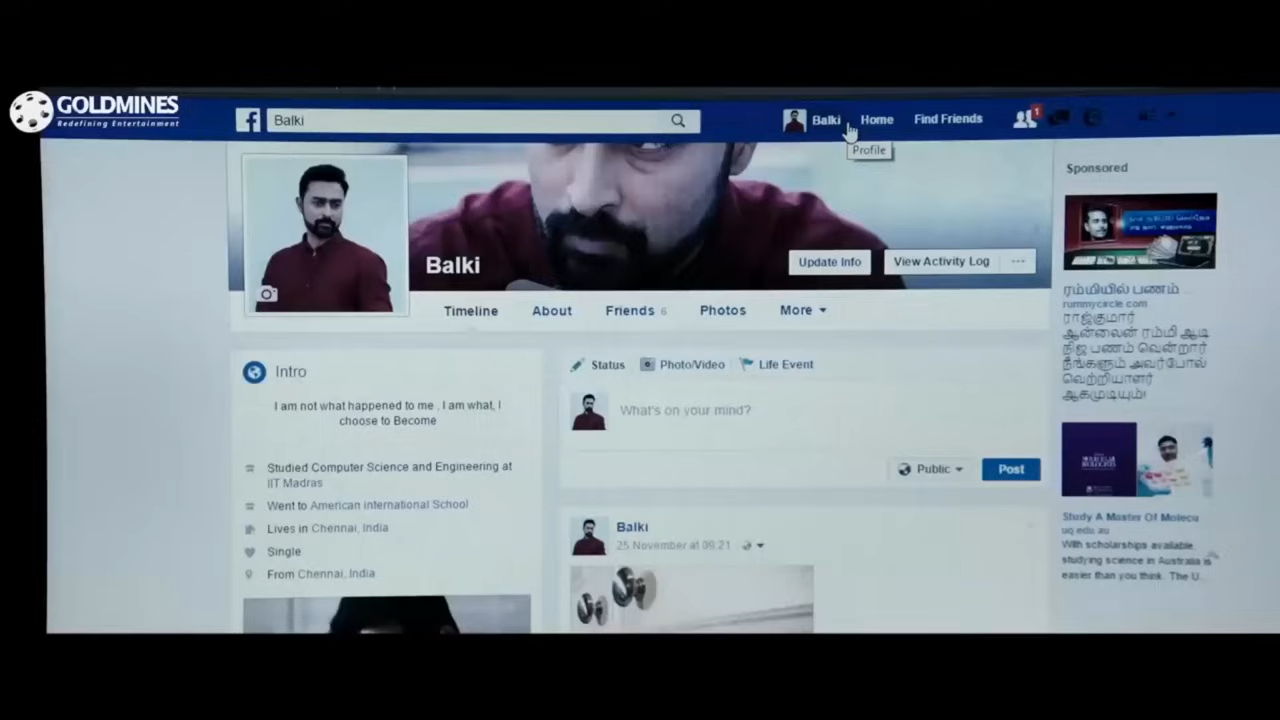 GOLDMINES
Redefining Entertainment
f
Balki
Balki
Home
Find Friends
1
Profile
Balki
Update Info
View Activity Log
Timeline
About
Friends 6
Photos
More
Intro
I am not what happened to me , I am what, I
choose to Become
Studied Computer Science and Engineering at
IIT Madras
Went to American international School
Lives in Chennai, India
Single
From Chennai, India
Status
Photo/Video
Life Event
What's on your mind?
Public
Post
Balki
25 November at 09:21
Sponsored
ரம்மியில் பணம் ...
rummycircle.com
ராஜ்குமார்
ஆன்லைன் ரம்மி ஆடி
நிஜ பணம் வென்றார்
நீங்களும் அவர்போல்
வெற்றியாளர்
ஆகமுடியும்!
Study A Master Of Molecu
uq.edu.au
With scholarships available,
studying science in Australia is
easier than you think. The U.